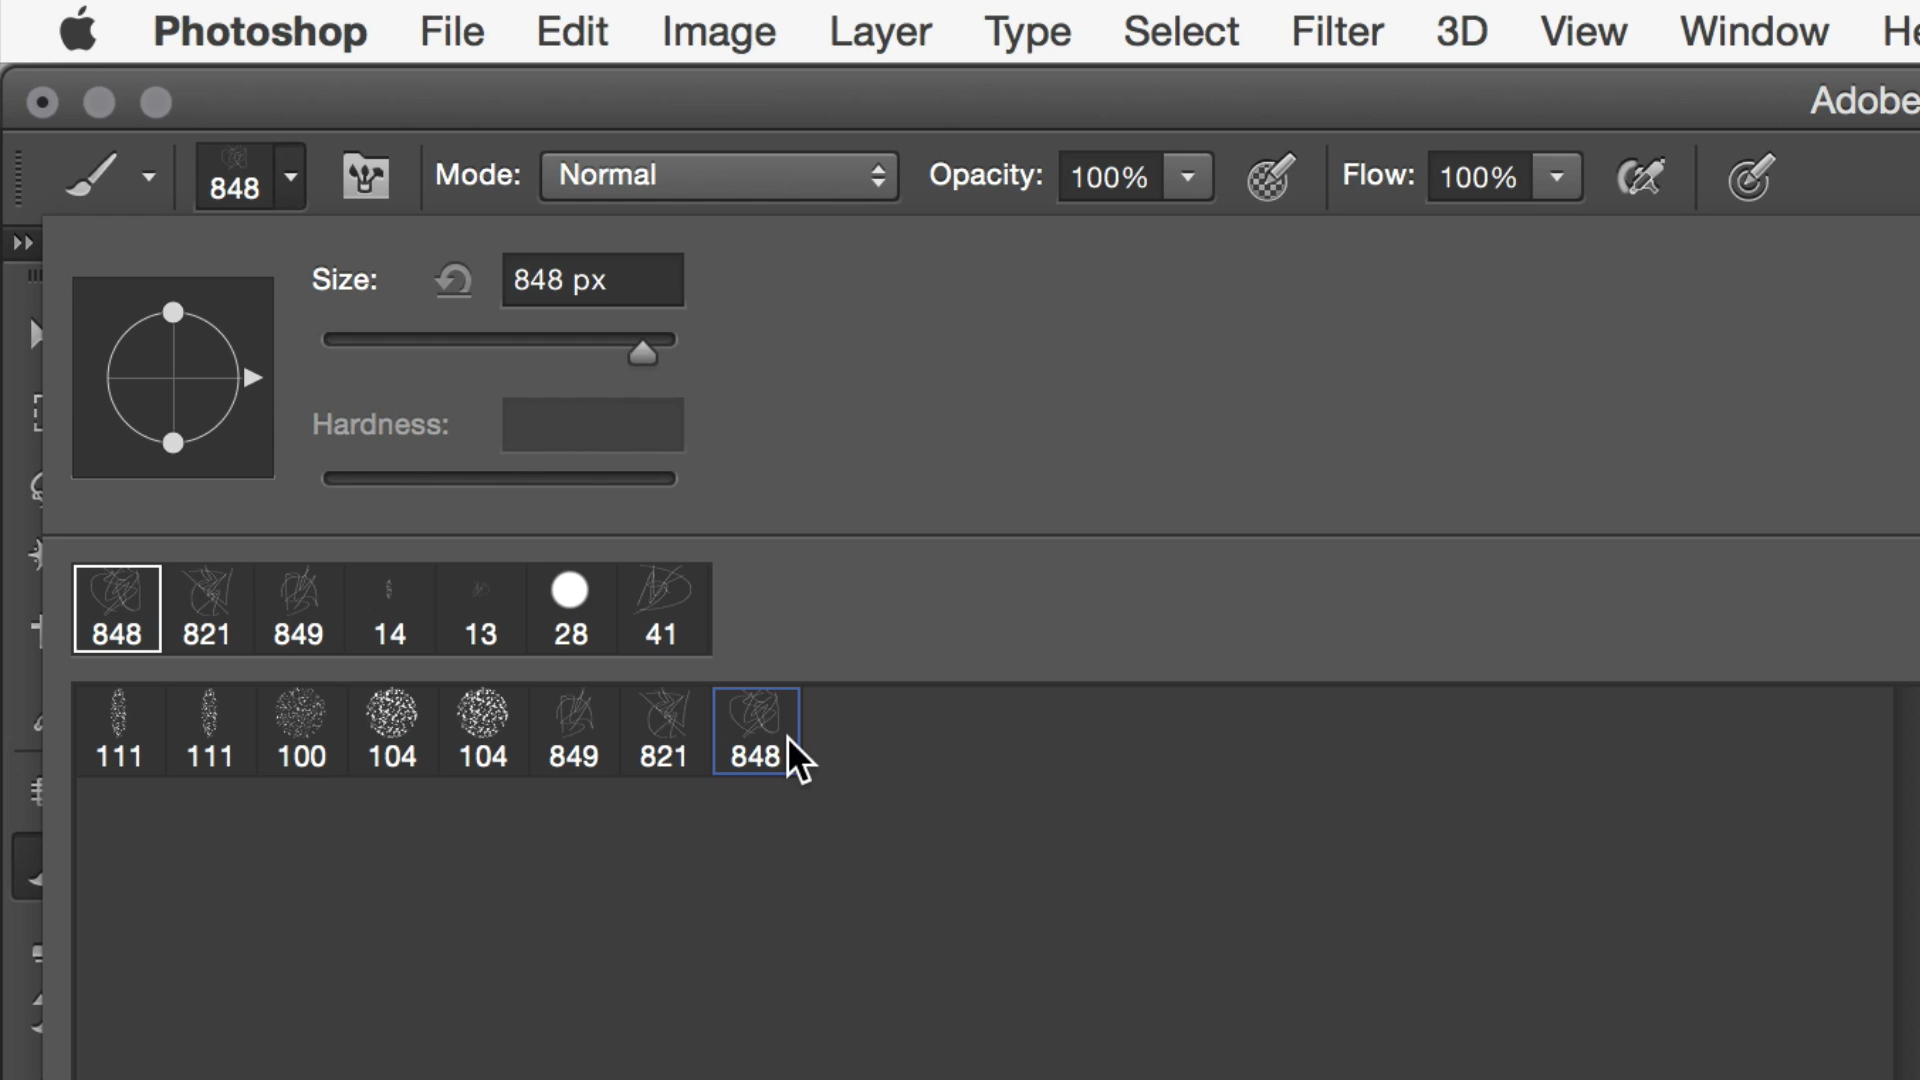 Photoshop File Edit Image Layer Type Select Filter 3D View Window
Adobe
848 Mode: Normal Opacity: 100% Flow: 100%
Size: 848 px
Hardness:
848 821 849 14 13 28 41
111 111 100 104 104 849 821 848